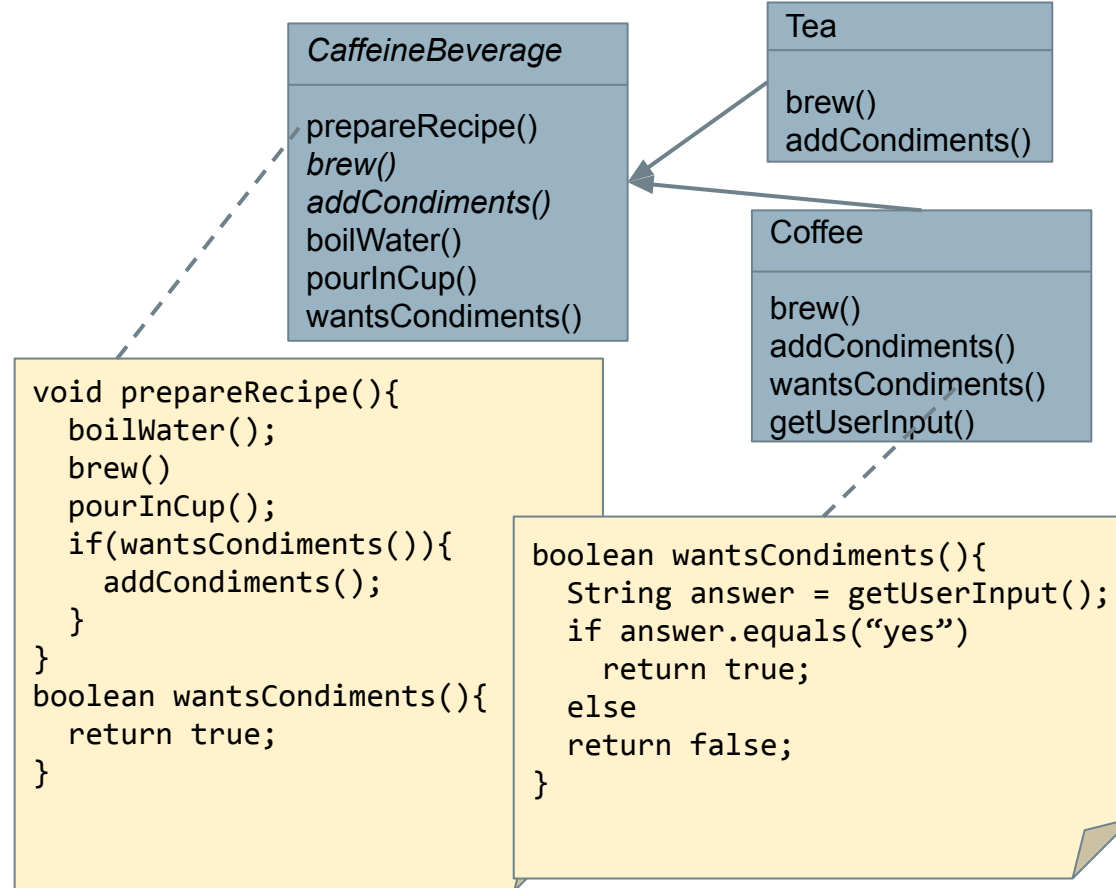 CaffeineBeverage
prepareRecipe()
brew()
addCondiments()
boilWater()
pourInCup()
wantsCondiments()
Tea
brew()
addCondiments()
Coffee
brew()
addCondiments()
wantsCondiments()
getUserInput()
void prepareRecipe(){
  boilWater();
  brew()
  pourInCup();
  if(wantsCondiments()){
    addCondiments();
  }
}
boolean wantsCondiments(){
  return true;
}
boolean wantsCondiments(){
  String answer = getUserInput();
  if answer.equals(“yes”)
    return true;
  else
  return false;
}